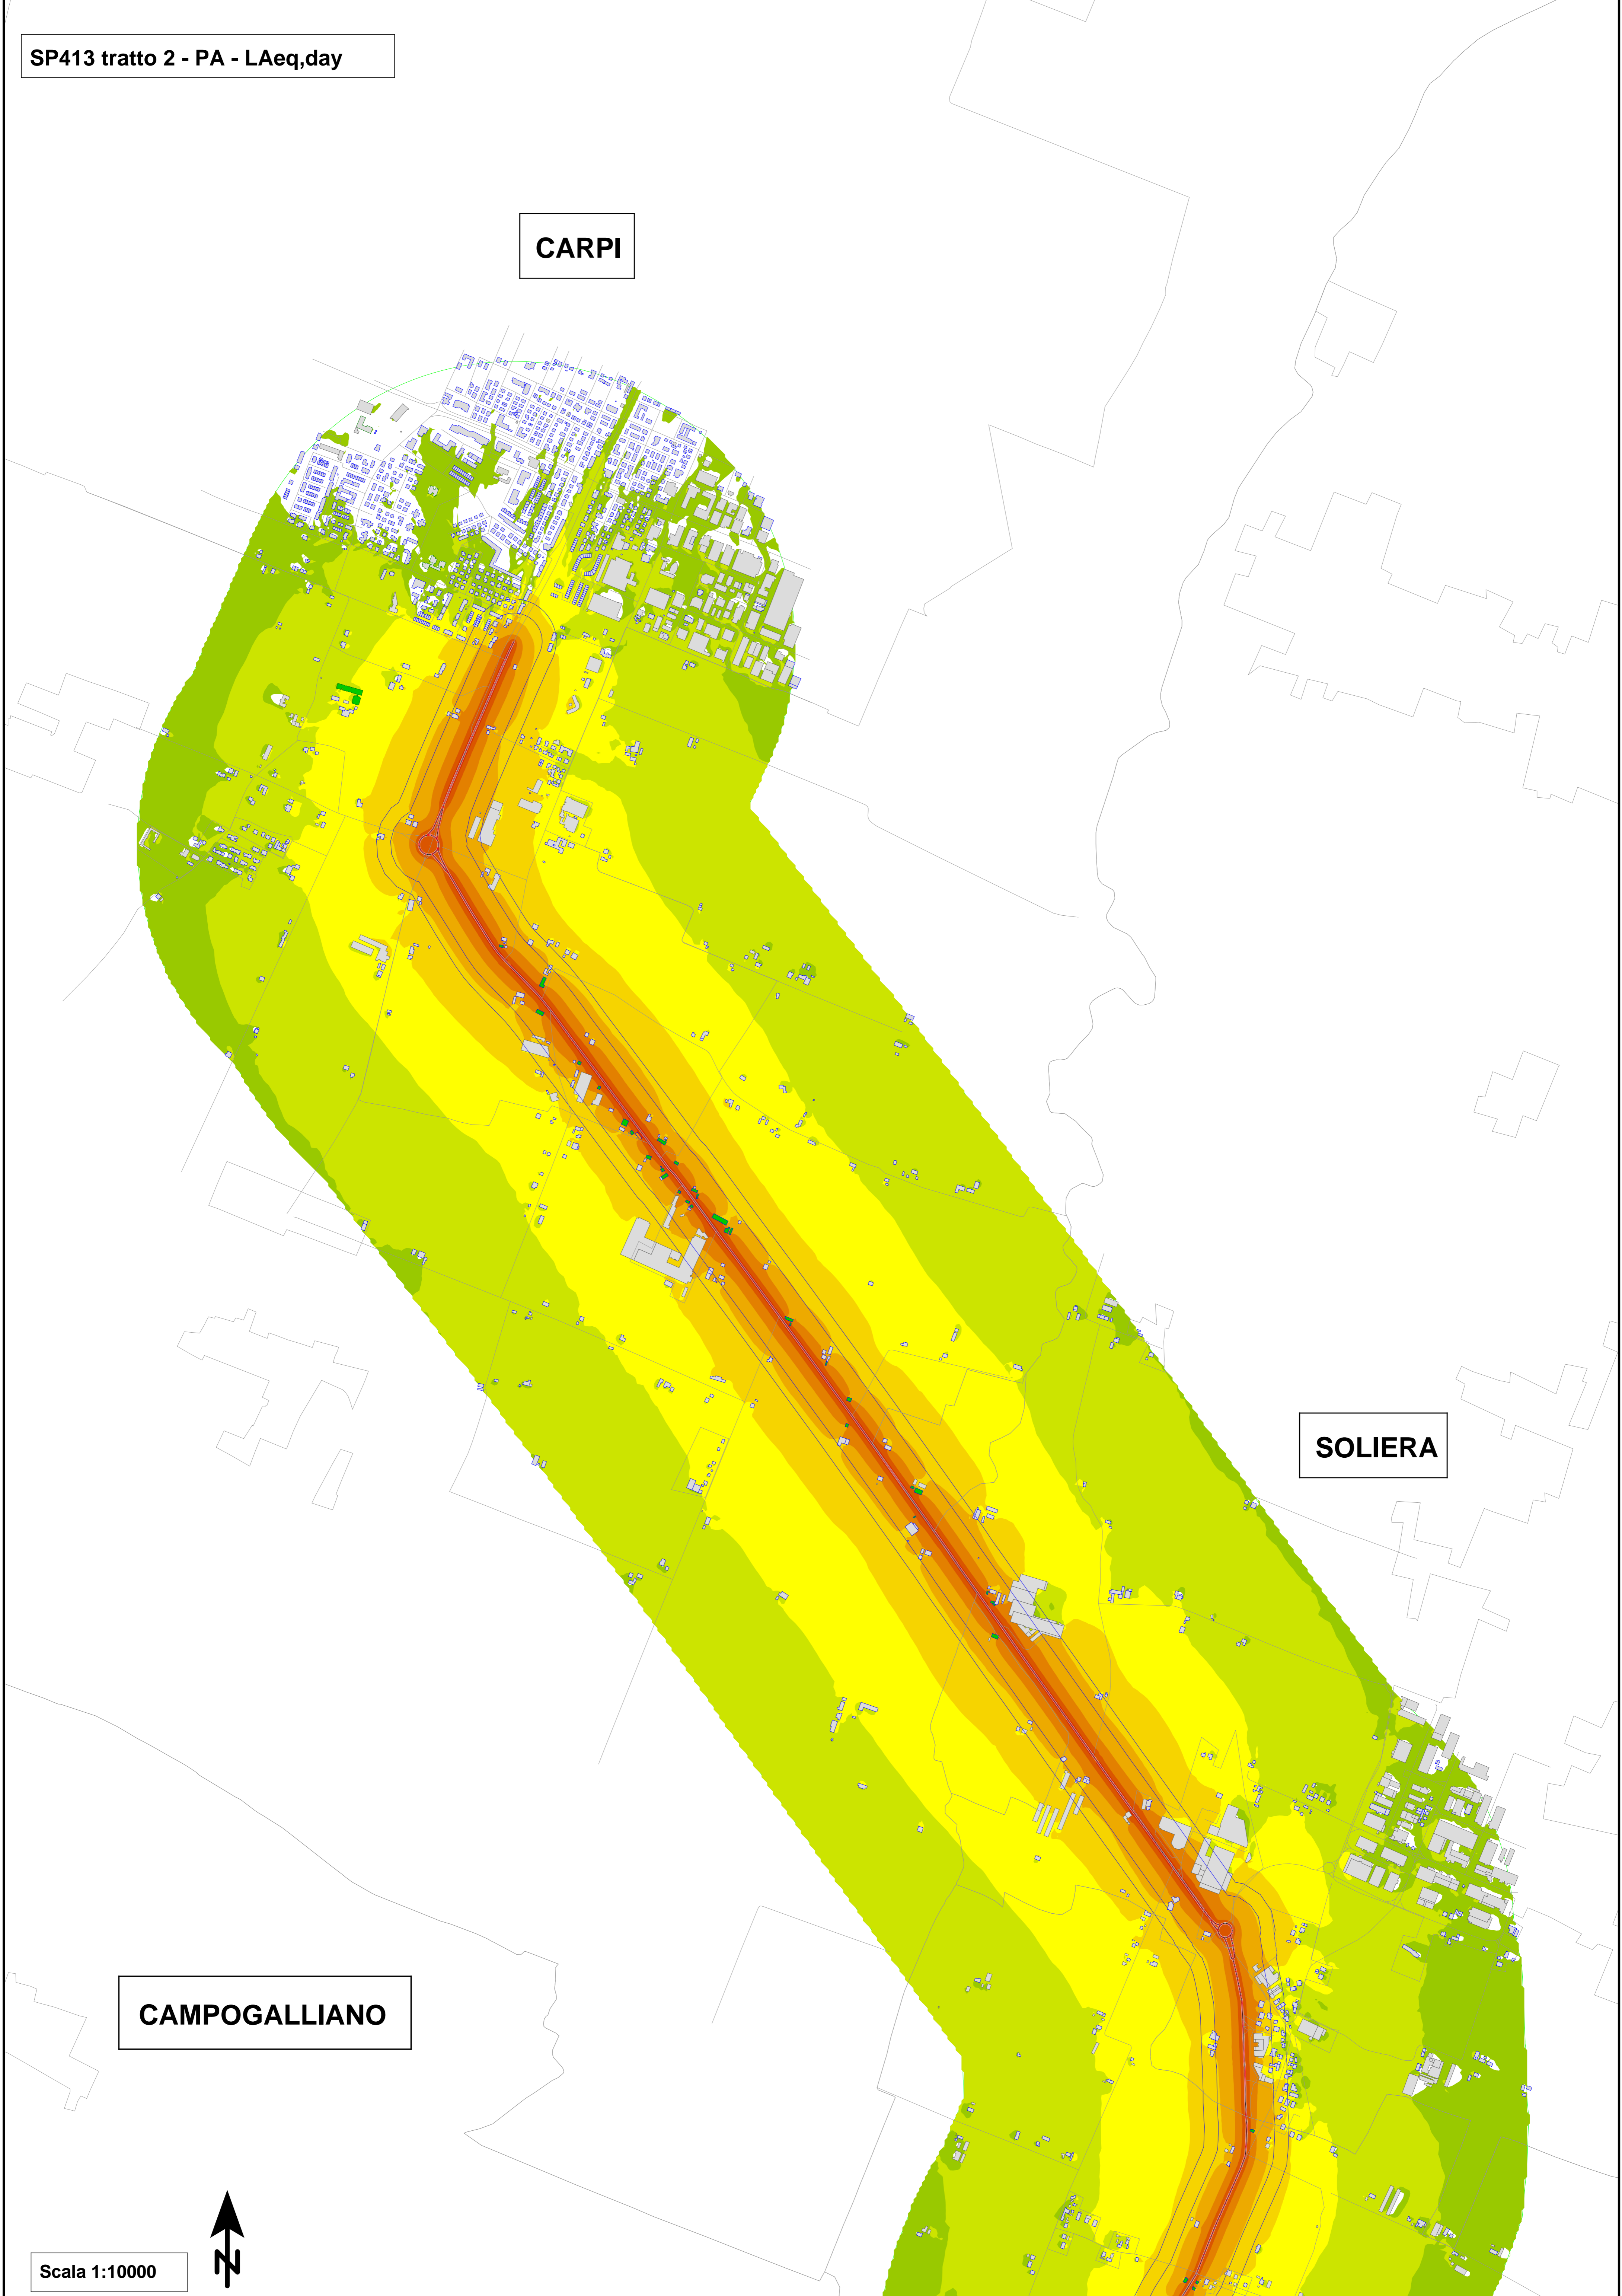 SP413 tratto 2 - PA - LAeq,day
CARPI
SOLIERA
CAMPOGALLIANO
Scala 1:10000
N